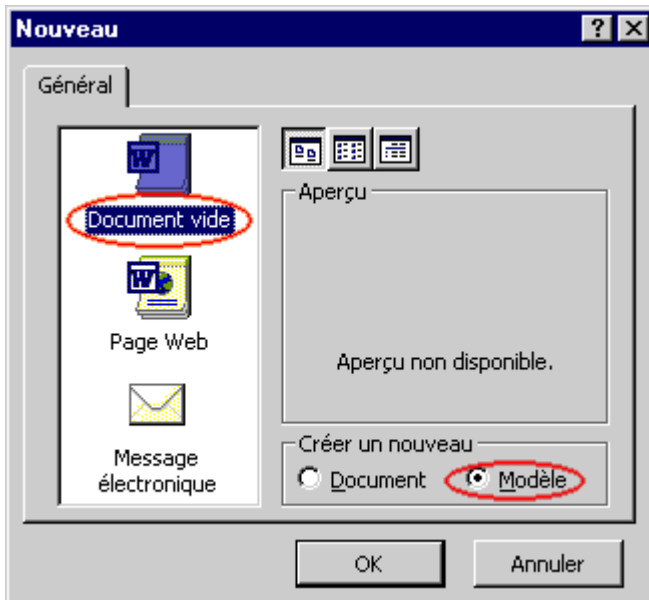 Nouveau
Général
Document vide
Page Web
Message
électronique
Aperçu
Aperçu non disponible.
Créer un nouveau
Document
Modèle
OK
Annuler